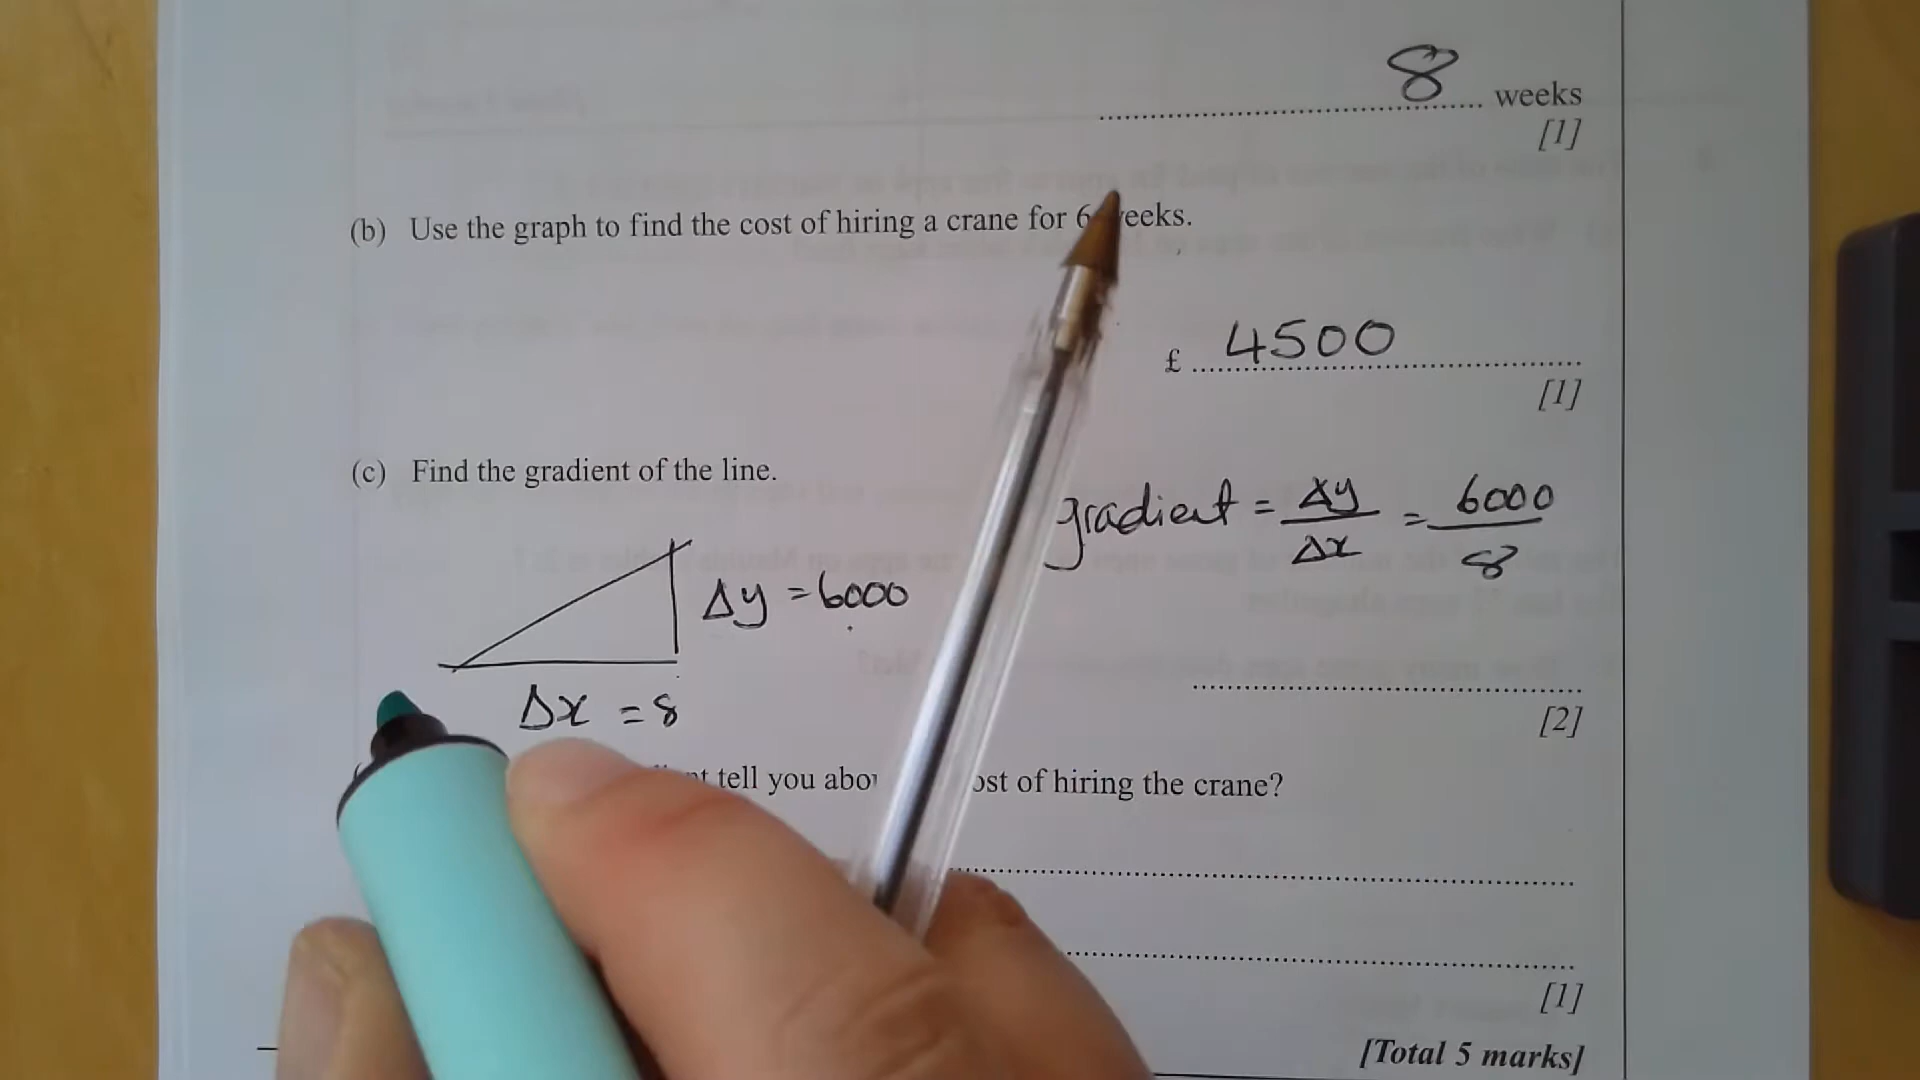 8 weeks
[1]
(b) Use the graph to find the cost of hiring a crane for 6 weeks.
£ 4500
[1]
(c) Find the gradient of the line.
gradient = Δy/Δx = 6000/8
Δy = 6000
Δx = 8
[2]
tell you about cost of hiring the crane?
[1]
[Total 5 marks]